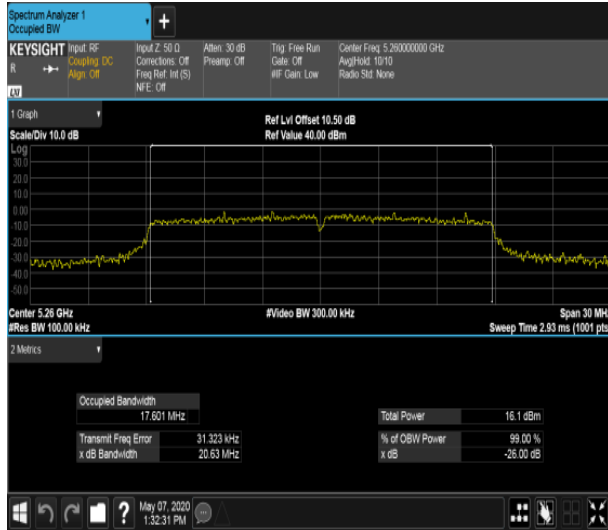 Spectrum Analyzer 1
Occupied BW
KEYSIGHT
R
LXI
Input: RF
Coupling: DC
Align: Off
Input Z: 50 Ω
Corrections: Off
Freq Ref: Int (S)
NFE: Off
Atten: 30 dB
Preamp: Off
Trig: Free Run
Gate: Off
#IF Gain: Low
Center Freq: 5.260000000 GHz
Avg|Hold: 10/10
Radio Std: None
1 Graph
Scale/Div 10.0 dB
Ref Lvl Offset 10.50 dB
Ref Value 40.00 dBm
Log
30.0
20.0
10.0
0.00
-10.0
-20.0
-30.0
-40.0
-50.0
Center 5.26 GHz
#Res BW 100.00 kHz
#Video BW 300.00 kHz
Span 30 MH
Sweep Time 2.93 ms (1001 pts
2 Metrics
Occupied Bandwidth
17.601 MHz
Transmit Freq Error 31.323 kHz
x dB Bandwidth 20.63 MHz
Total Power 16.1 dBm
% of OBW Power 99.00 %
x dB -26.00 dB
?
May 07, 2020
1:32:31 PM